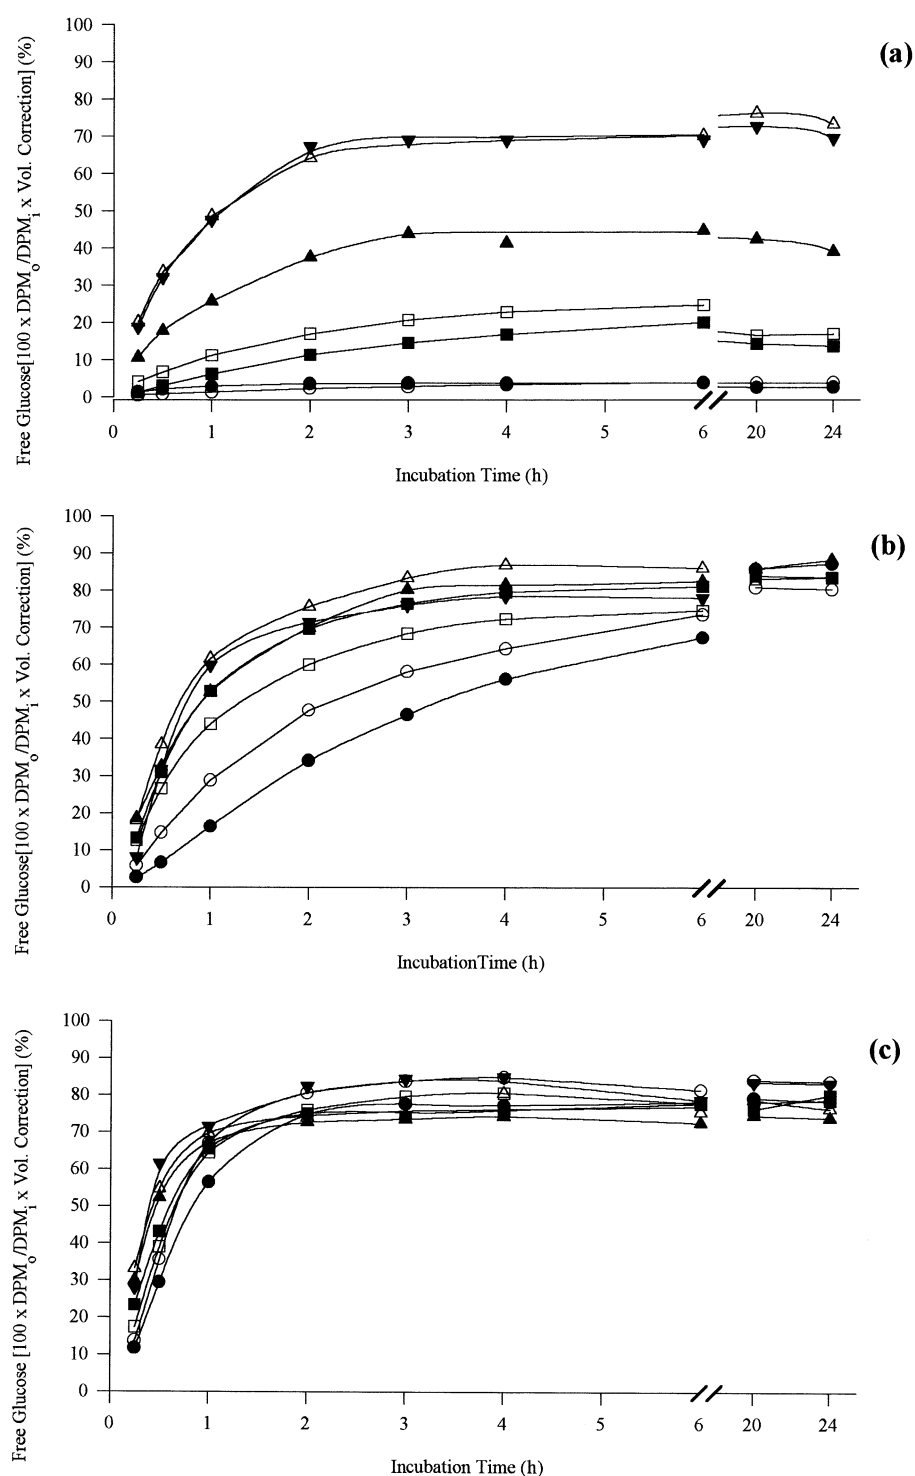 (a)
Free Glucose[100 x DPMo/DPMi x Vol. Correction] (%)
100
90
80
70
60
50
40
30
20
10
0
0 1 2 3 4 5 6 20 24
Incubation Time (h)
(b)
Free Glucose[100 x DPMo/DPMi x Vol. Correction] (%)
100
90
80
70
60
50
40
30
20
10
0
0 1 2 3 4 5 6 20 24
IncubationTime (h)
(c)
Free Glucose [100 x DPMo/DPMi x Vol. Correction] (%)
100
90
80
70
60
50
40
30
20
10
0
0 1 2 3 4 5 6 20 24
Incubation Time (h)